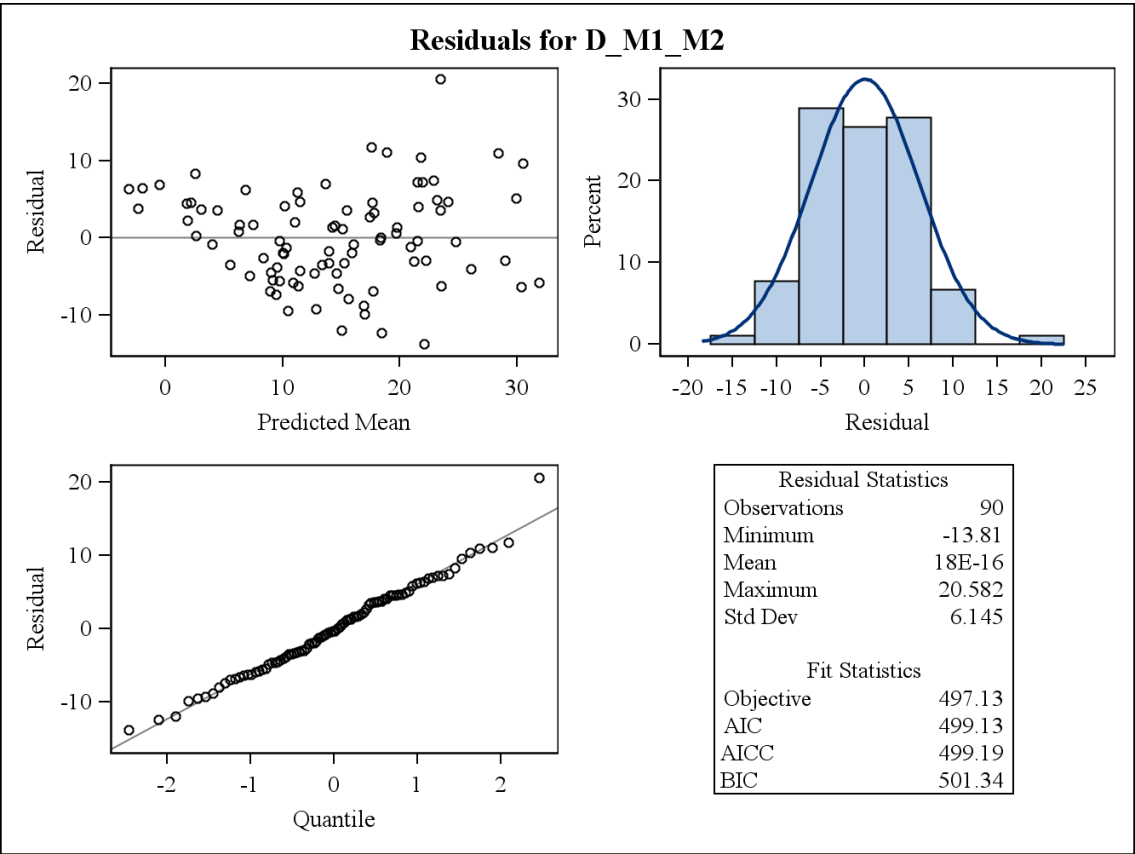 Residuals for D_M1_M2
20
10
0
-10
Residual
0 10 20 30
Predicted Mean
30
20
10
0
Percent
-20 -15 -10 -5 0 5 10 15 20 25
Residual
20
10
0
-10
Residual
-2 -1 0 1 2
Quantile
Residual Statistics
Observations 90
Minimum -13.81
Mean 18E-16
Maximum 20.582
Std Dev 6.145
Fit Statistics
Objective 497.13
AIC 499.13
AICC 499.19
BIC 501.34